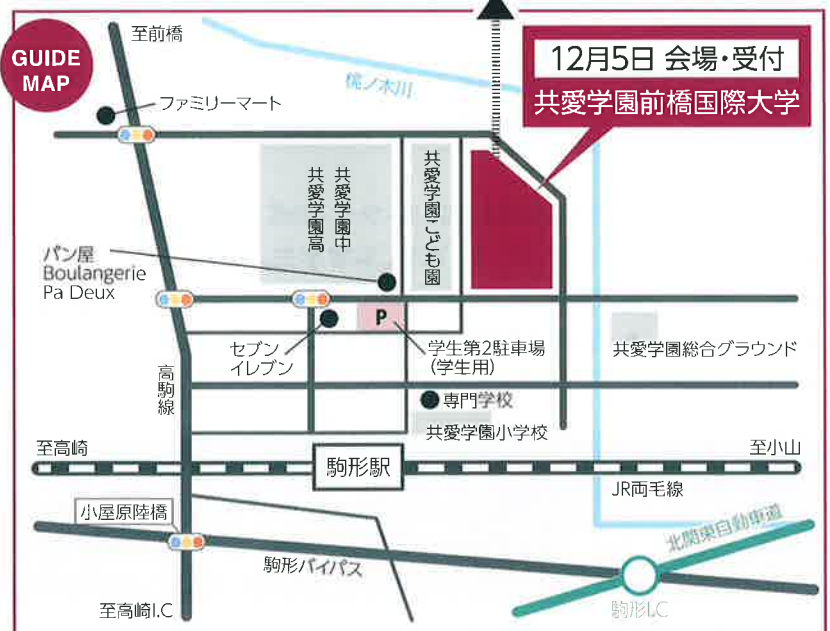 GUIDE
MAP
至前橋
ファミリーマート
桃ノ木川
12月5日 会場・受付
共愛学園前橋国際大学
共愛学園中
共愛学園高
共愛学園こども園
パン屋
Boulangerie
Pa Deux
セブン
イレブン
P
学生第2駐車場
(学生用)
共愛学園総合グラウンド
高駒線
専門学校
共愛学園小学校
至高崎
駒形駅
至小山
JR両毛線
小屋原陸橋
駒形バイパス
北関東自動車道
至高崎I.C
駒形I.C